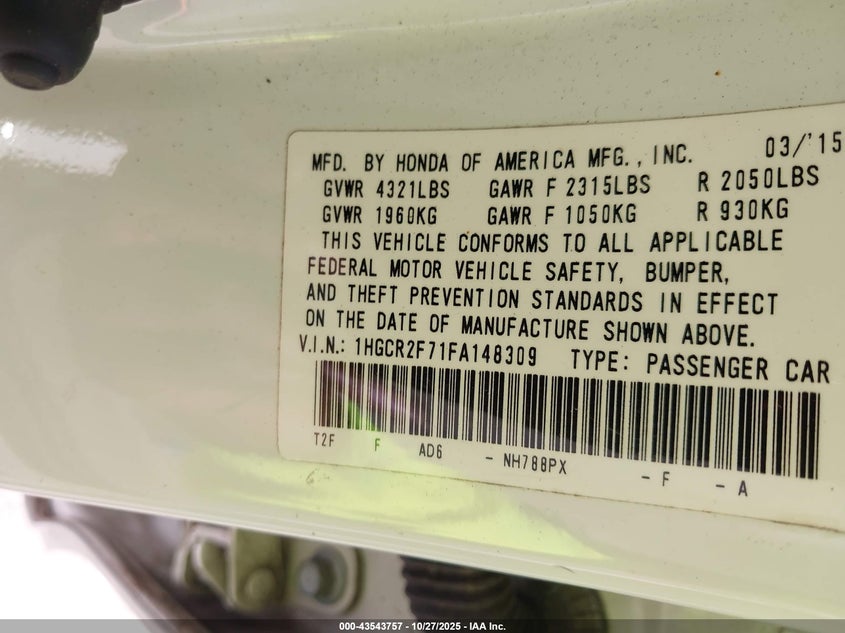 MFD. BY HONDA OF AMERICA MFG., INC. 03/'15
GVWR 4321LBS GAWR F 2315LBS R 2050LBS
GVWR 1960KG GAWR F 1050KG R 930KG
THIS VEHICLE CONFORMS TO ALL APPLICABLE
FEDERAL MOTOR VEHICLE SAFETY, BUMPER,
AND THEFT PREVENTION STANDARDS IN EFFECT
ON THE DATE OF MANUFACTURE SHOWN ABOVE.
V.I.N.: 1HGCR2F71FA148309 TYPE: PASSENGER CAR
T2F F AD6 - NH788PX - F - A
000-43543757 - 10/27/2025 - IAA Inc.